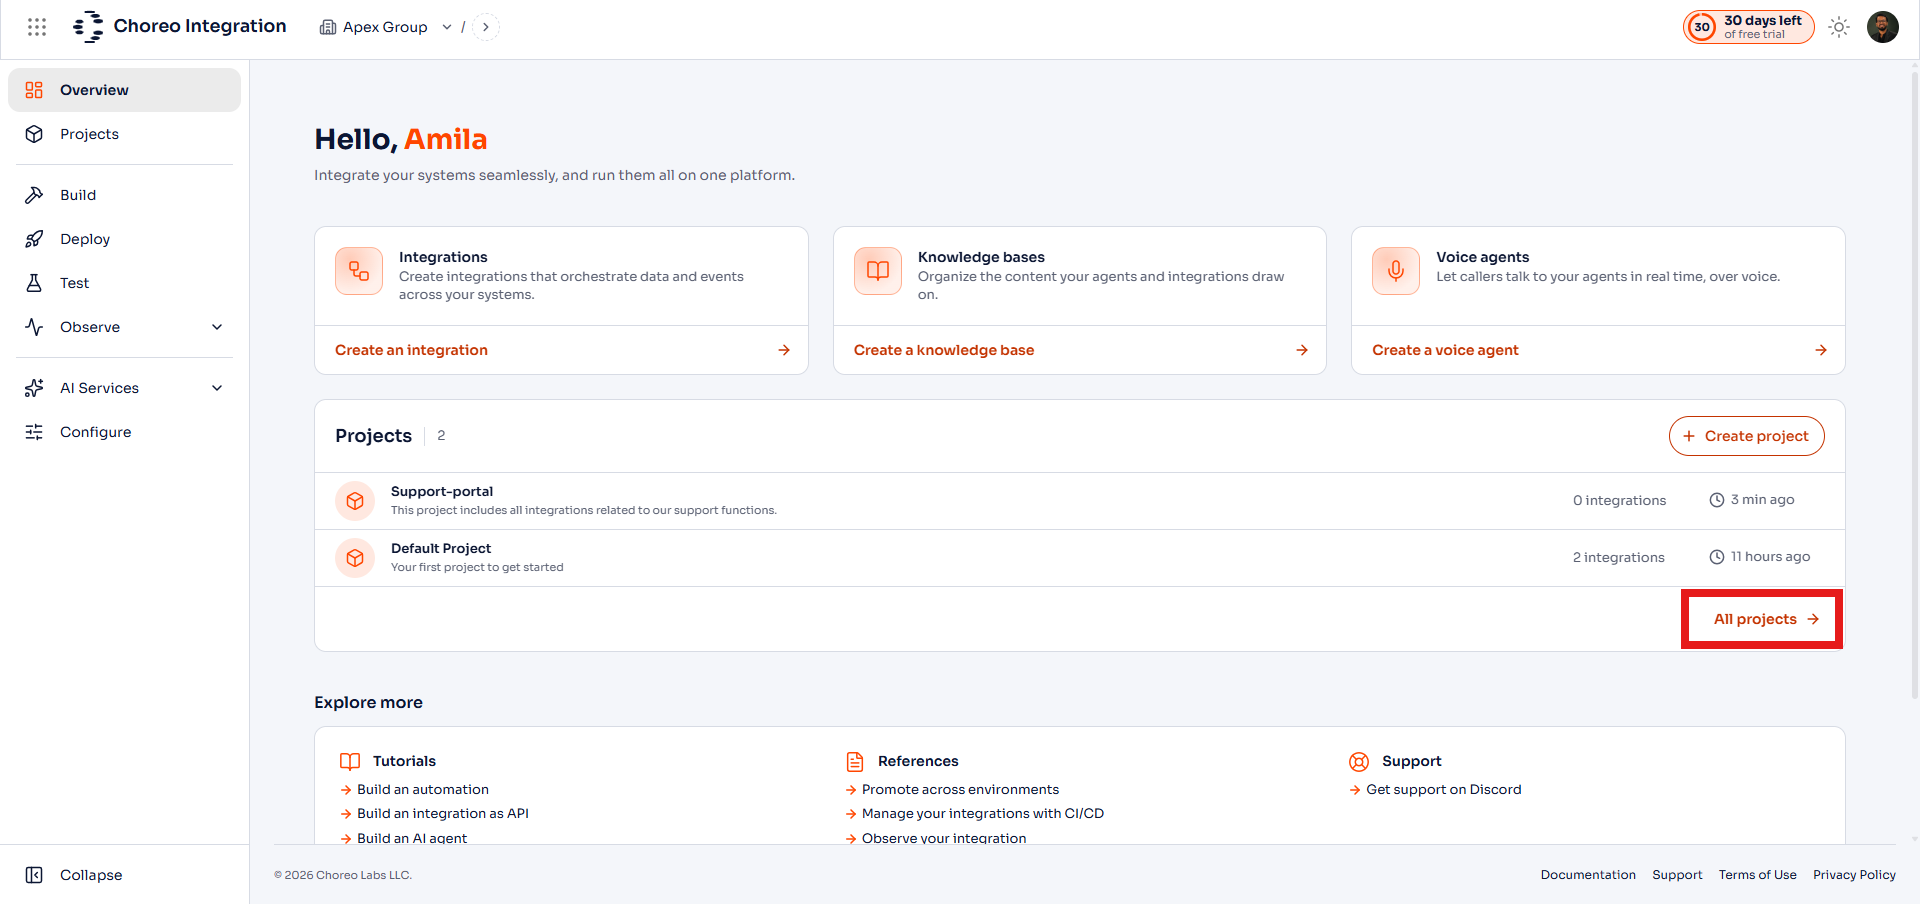 Choreo Integration
Apex Group
/
30
30 days left
of free trial
Overview
Projects
Build
Deploy
Test
Observe
AI Services
Configure
Collapse
Hello, Amila
Integrate your systems seamlessly, and run them all on one platform.
Integrations
Create integrations that orchestrate data and events
across your systems.
Create an integration
Knowledge bases
Organize the content your agents and integrations draw
on.
Create a knowledge base
Voice agents
Let callers talk to your agents in real time, over voice.
Create a voice agent
Projects
2
Create project
Support-portal
This project includes all integrations related to our support functions.
0 integrations
3 min ago
Default Project
Your first project to get started
2 integrations
11 hours ago
All projects
Explore more
Tutorials
Build an automation
Build an integration as API
Build an AI agent
References
Promote across environments
Manage your integrations with CI/CD
Observe your integration
Support
Get support on Discord
© 2026 Choreo Labs LLC.
Documentation
Support
Terms of Use
Privacy Policy